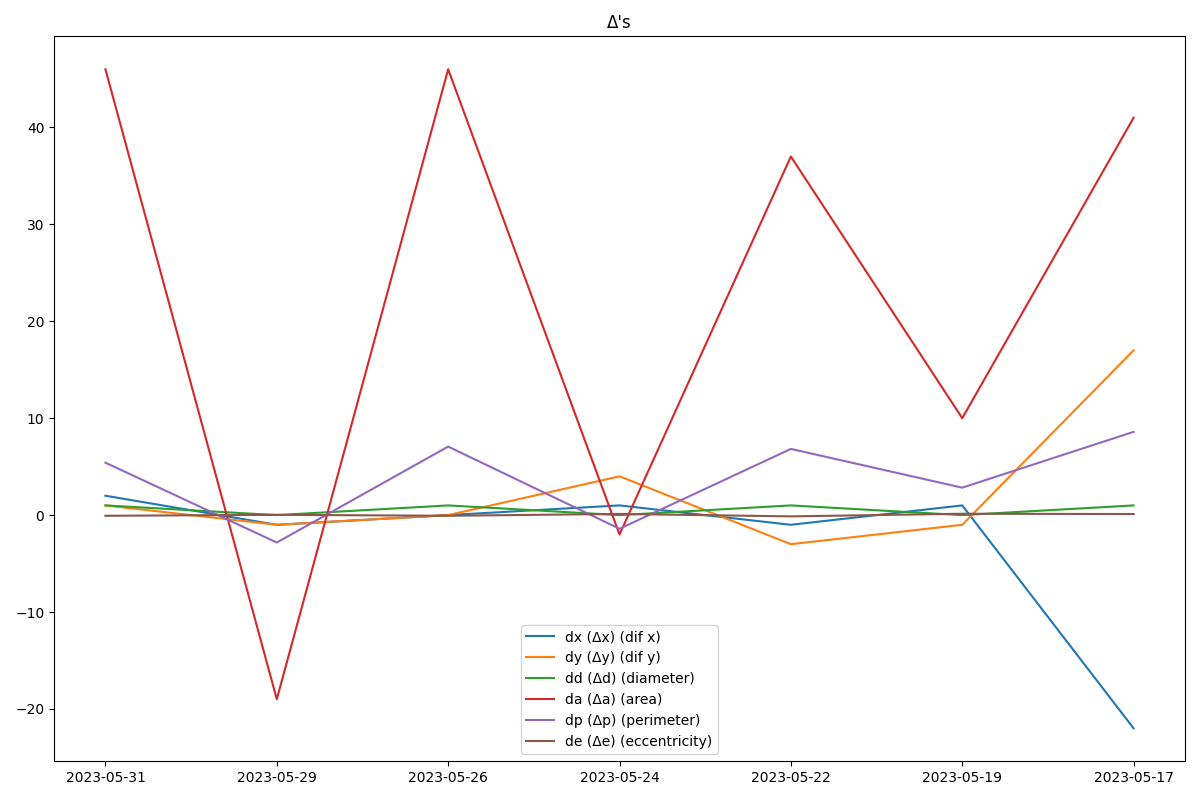 Δ's
40
30
20
10
0
−10
−20
dx (Δx) (dif x)
dy (Δy) (dif y)
dd (Δd) (diameter)
da (Δa) (area)
dp (Δp) (perimeter)
de (Δe) (eccentricity)
2023-05-31 2023-05-29 2023-05-26 2023-05-24 2023-05-22 2023-05-19 2023-05-17